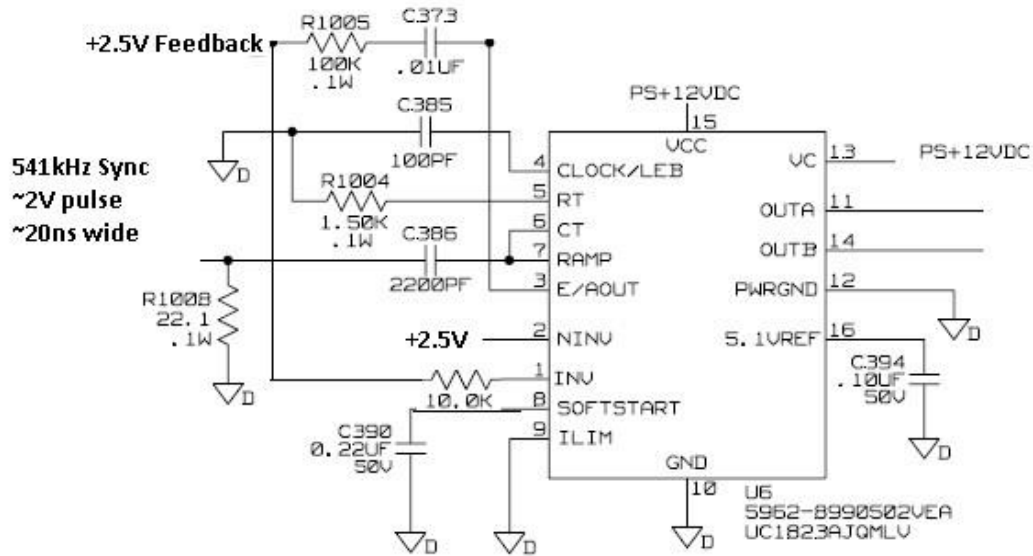 R1005
C373
+2.5V Feedback
100K
.1W
.01UF
C385
100PF
D
541kHz Sync
~2V pulse
~20ns wide
R1004
1.50K
.1W
C386
2200PF
R1008
22.1
.1W
D
+2.5V
10.0K
C390
0.22UF
50V
D
D
PS+12VDC
15
VCC
4 CLOCK/LEB
5 RT
6 CT
7 RAMP
3 E/AOUT
2 NINV
1 INV
8 SOFTSTART
9 ILIM
VC 13 PS+12VDC
OUTA 11
OUTB 14
PWRGND 12
D
5.1VREF 16
C394
.10UF
50V
D
GND
10
D
U6
5962-8990502VEA
UC1823AJQMLV